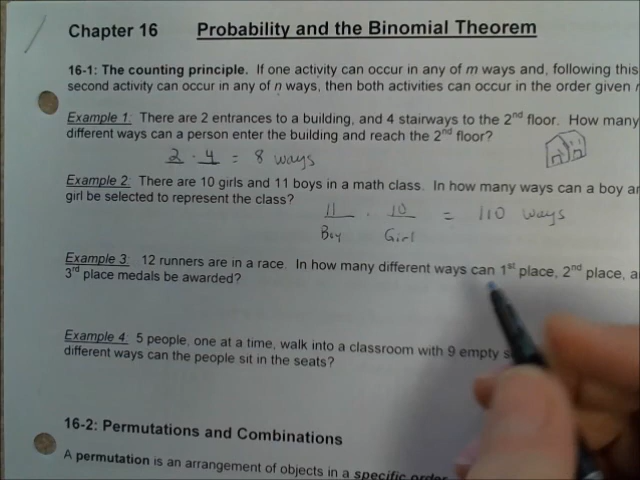 Chapter 16 Probability and the Binomial Theorem
16-1: The counting principle. If one activity can occur in any of m ways and, following this
second activity can occur in any of n ways, then both activities can occur in the order given
Example 1: There are 2 entrances to a building, and 4 stairways to the 2nd floor. How many
different ways can a person enter the building and reach the 2nd floor?
2 · 4 = 8 ways
Example 2: There are 10 girls and 11 boys in a math class. In how many ways can a boy
girl be selected to represent the class?
11 · 10 = 110 ways
Boy Girl
Example 3: 12 runners are in a race. In how many different ways can 1st place, 2nd place,
3rd place medals be awarded?
Example 4: 5 people, one at a time, walk into a classroom with 9 empty
different ways can the people sit in the seats?
16-2: Permutations and Combinations
A permutation is an arrangement of objects in a specific order